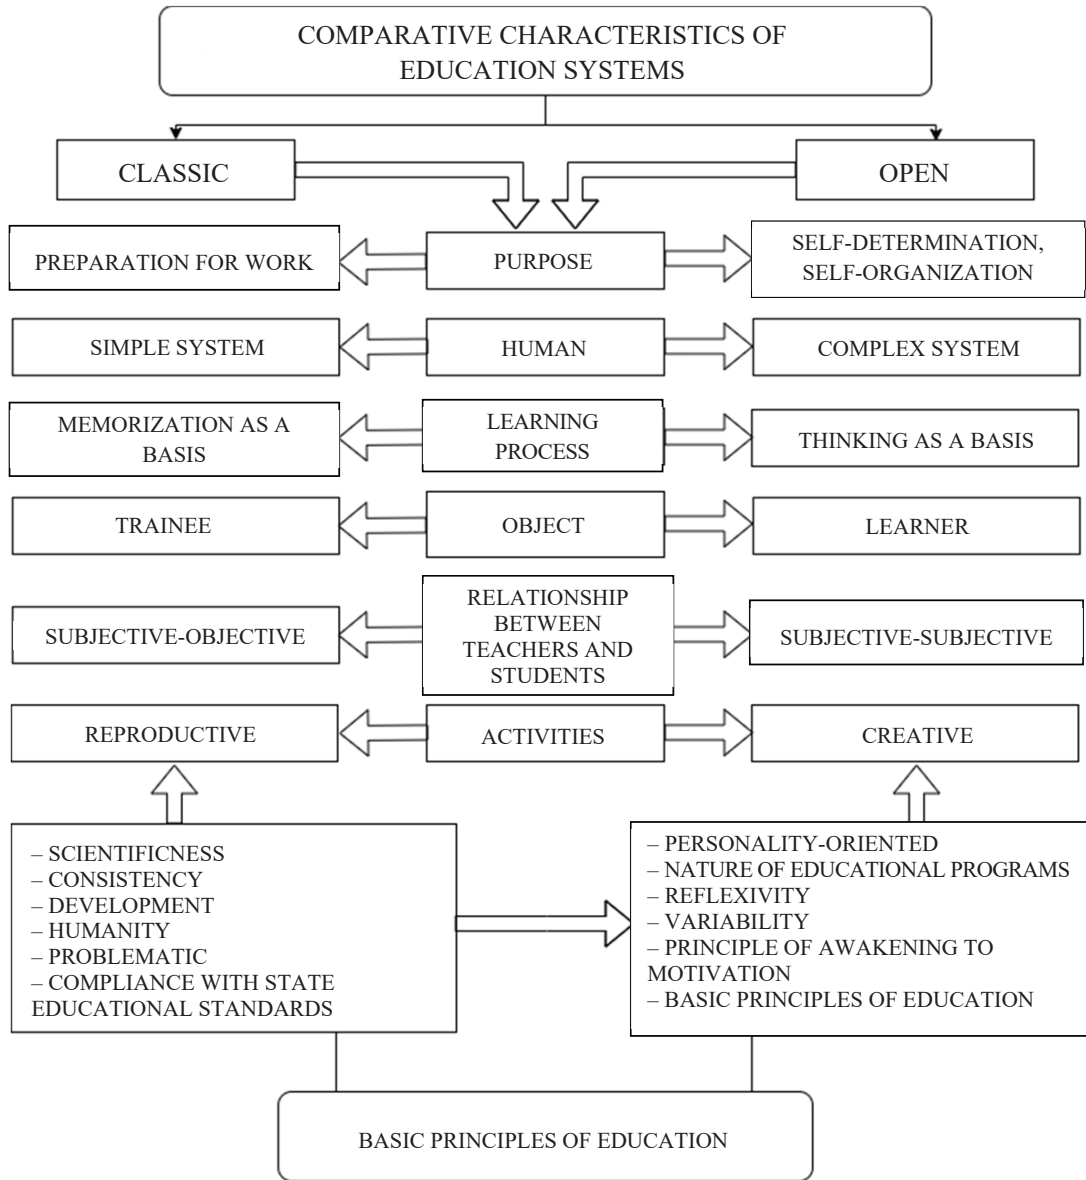 COMPARATIVE CHARACTERISTICS OF
EDUCATION SYSTEMS
CLASSIC
OPEN
PREPARATION FOR WORK
PURPOSE
SELF-DETERMINATION,
SELF-ORGANIZATION
SIMPLE SYSTEM
HUMAN
COMPLEX SYSTEM
MEMORIZATION AS A
BASIS
LEARNING
PROCESS
THINKING AS A BASIS
TRAINEE
OBJECT
LEARNER
SUBJECTIVE-OBJECTIVE
RELATIONSHIP
BETWEEN
TEACHERS AND
STUDENTS
SUBJECTIVE-SUBJECTIVE
REPRODUCTIVE
ACTIVITIES
CREATIVE
– SCIENTIFICNESS
– CONSISTENCY
– DEVELOPMENT
– HUMANITY
– PROBLEMATIC
– COMPLIANCE WITH STATE
EDUCATIONAL STANDARDS
– PERSONALITY-ORIENTED
– NATURE OF EDUCATIONAL PROGRAMS
– REFLEXIVITY
– VARIABILITY
– PRINCIPLE OF AWAKENING TO
MOTIVATION
– BASIC PRINCIPLES OF EDUCATION
BASIC PRINCIPLES OF EDUCATION